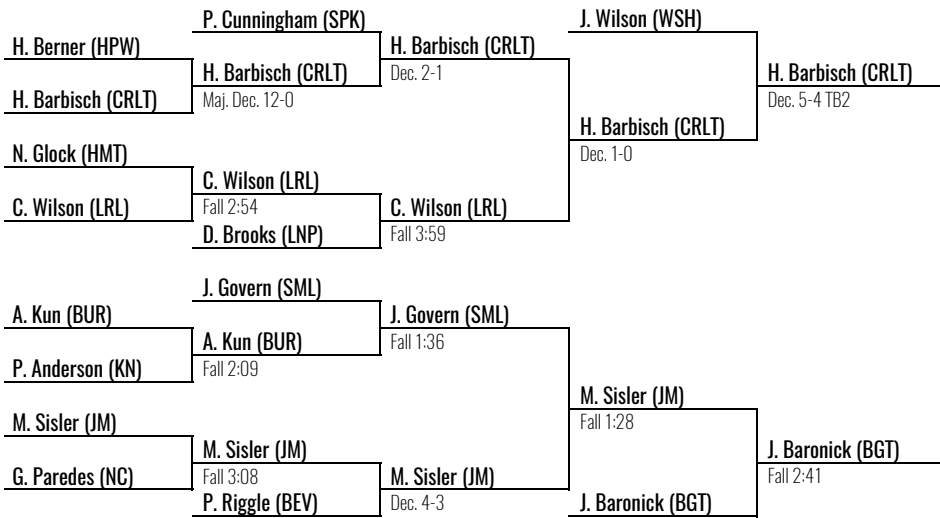 P. Cunningham (SPK)
J. Wilson (WSH)
H. Berner (HPW)
H. Barbisch (CRLT)
Dec. 2-1
H. Barbisch (CRLT)
Maj. Dec. 12-0
H. Barbisch (CRLT)
Dec. 5-4 TB2
H. Barbisch (CRLT)
H. Barbisch (CRLT)
Dec. 1-0
N. Glock (HMT)
C. Wilson (LRL)
Fall 2:54
C. Wilson (LRL)
C. Wilson (LRL)
Fall 3:59
D. Brooks (LNP)
J. Govern (SML)
A. Kun (BUR)
J. Govern (SML)
Fall 1:36
A. Kun (BUR)
Fall 2:09
P. Anderson (KN)
M. Sisler (JM)
Fall 1:28
M. Sisler (JM)
M. Sisler (JM)
Fall 3:08
J. Baronick (BGT)
Fall 2:41
G. Paredes (NC)
M. Sisler (JM)
Dec. 4-3
P. Riggle (BEV)
J. Baronick (BGT)